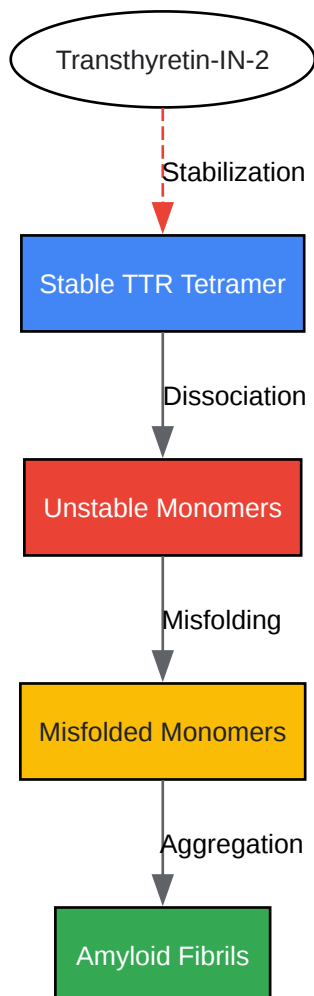 Transthyretin-IN-2
Stabilization
Stable TTR Tetramer
Dissociation
Unstable Monomers
Misfolding
Misfolded Monomers
Aggregation
Amyloid Fibrils